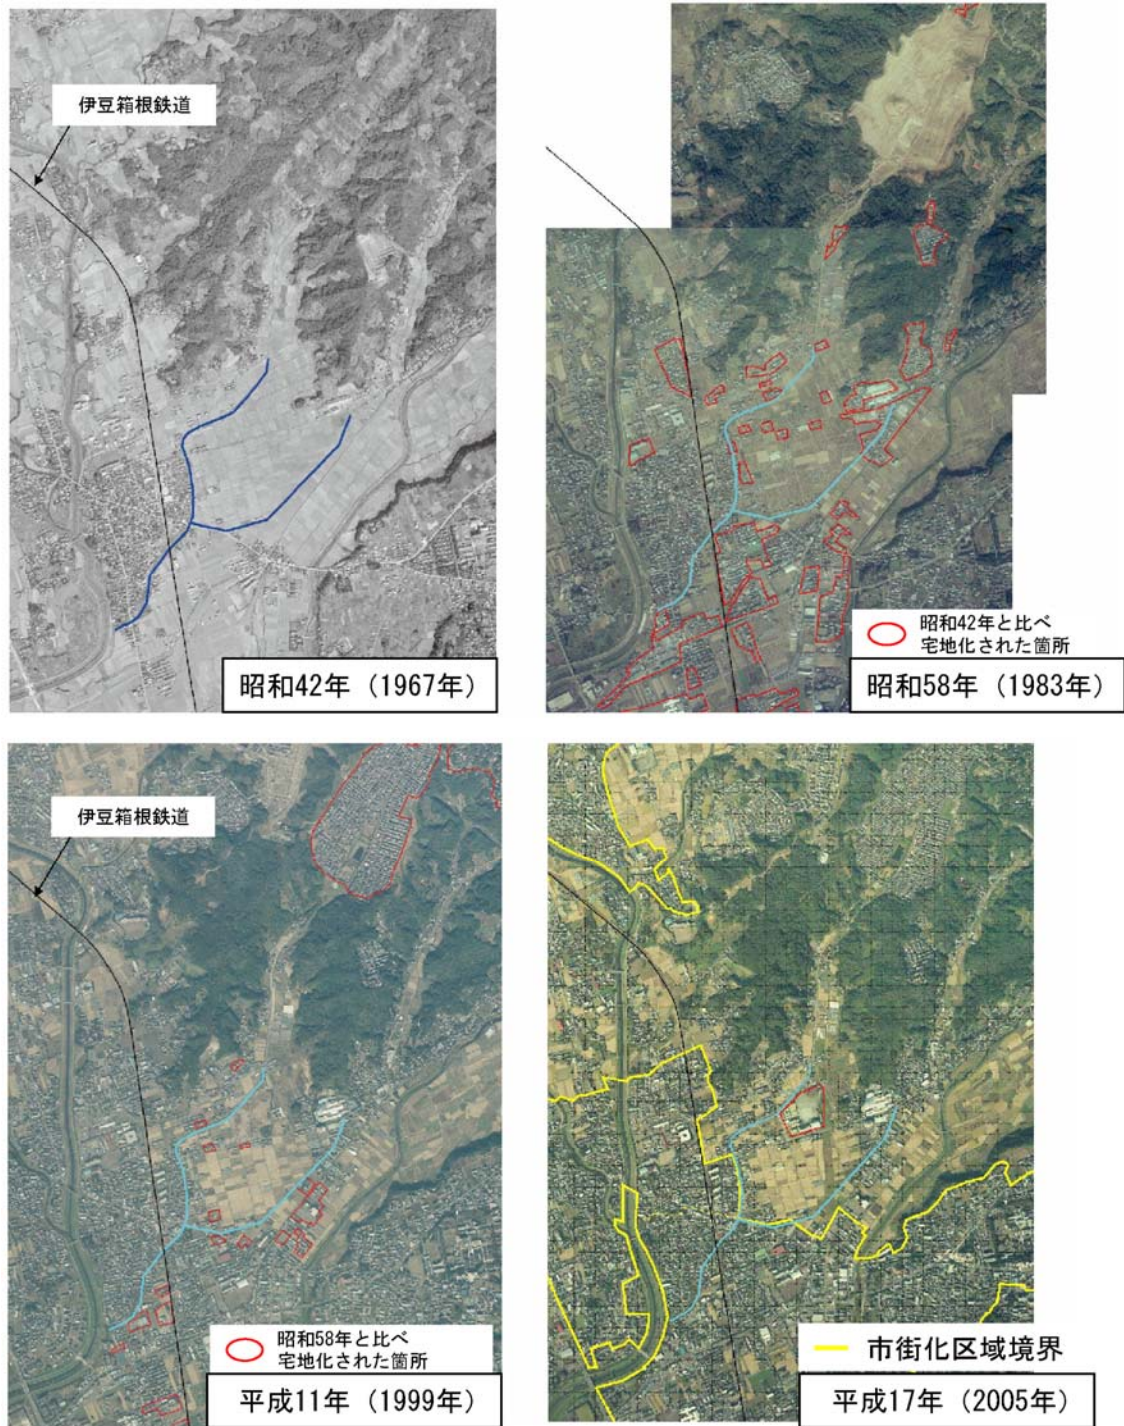 伊豆箱根鉄道
昭和42年（1967年）
昭和42年と比べ
宅地化された箇所
昭和58年（1983年）
伊豆箱根鉄道
昭和58年と比べ
宅地化された箇所
平成11年（1999年）
市街化区域境界
平成17年（2005年）